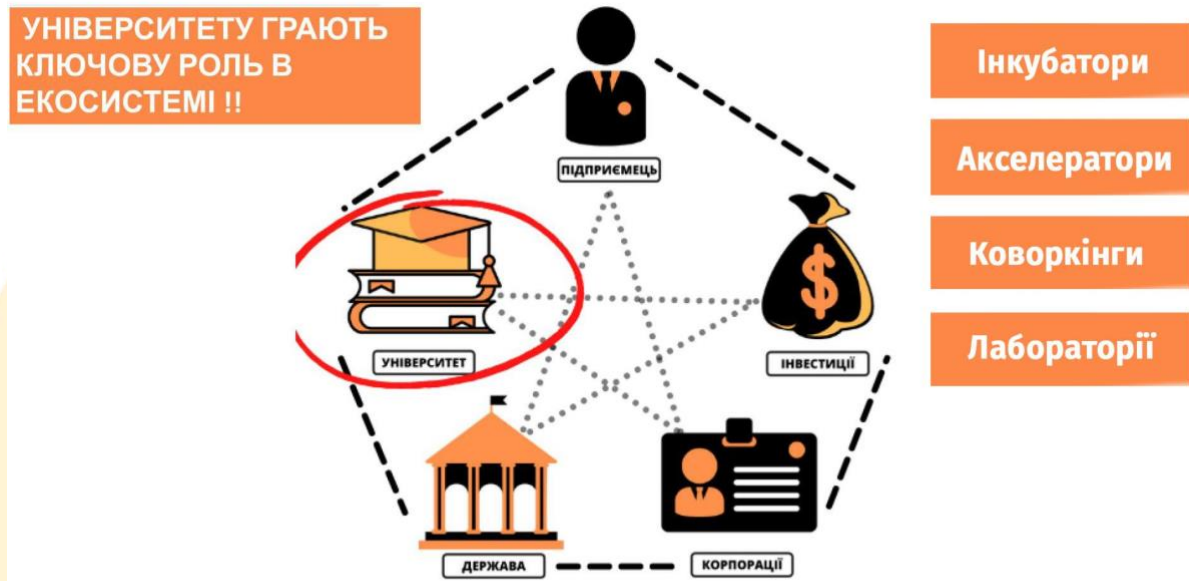 УНІВЕРСИТЕТУ ГРАЮТЬ
КЛЮЧОВУ РОЛЬ В
ЕКОСИСТЕМІ !!
ПІДПРИЄМЕЦЬ
УНІВЕРСИТЕТ
ІНВЕСТИЦІЇ
ДЕРЖАВА
КОРПОРАЦІЇ
Інкубатори
Акселератори
Коворкінги
Лабораторії